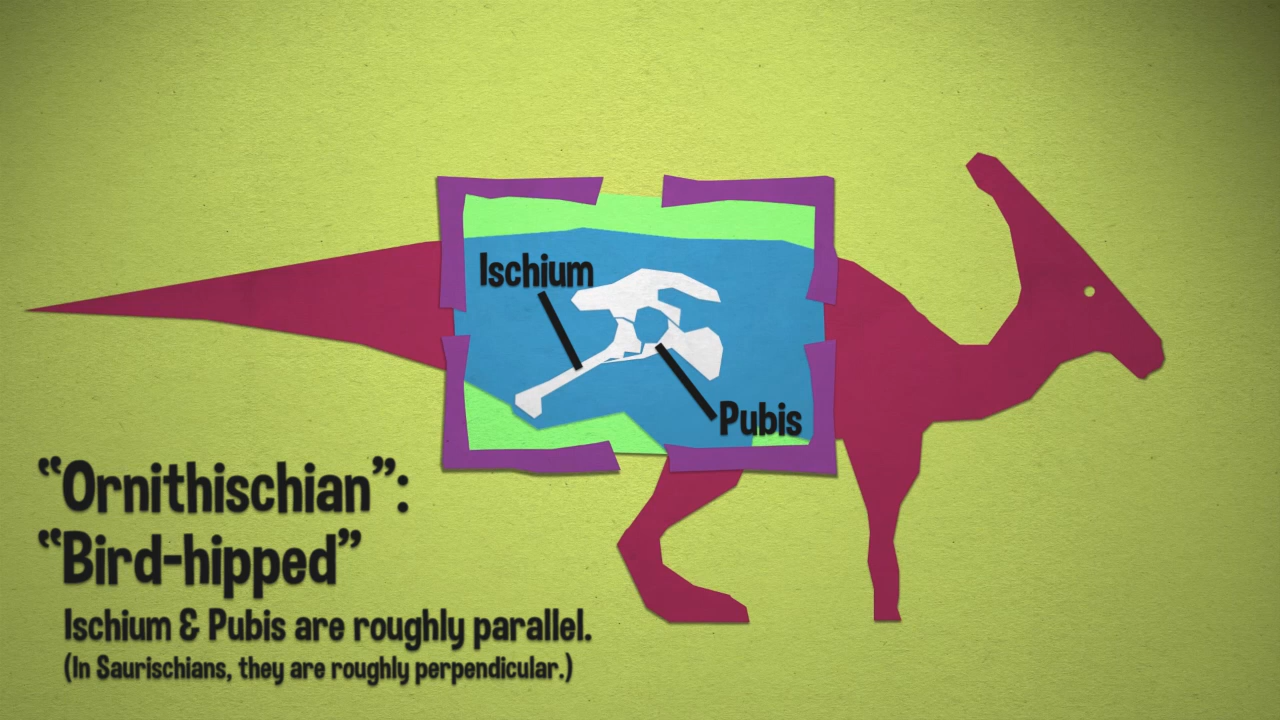 Ischium
Pubis
“Ornithischian”:
“Bird-hipped”
Ischium & Pubis are roughly parallel.
(In Saurischians, they are roughly perpendicular.)